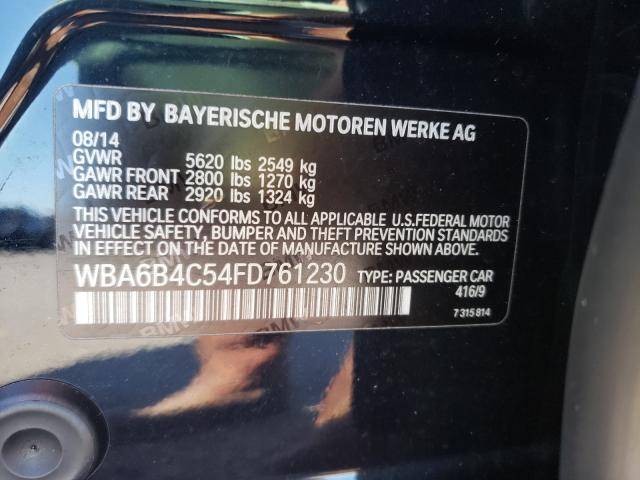 MFD BY BAYERISCHE MOTOREN WERKE AG
08/14
GVWR 5620 lbs 2549 kg
GAWR FRONT 2800 lbs 1270 kg
GAWR REAR 2920 lbs 1324 kg
THIS VEHICLE CONFORMS TO ALL APPLICABLE U.S.FEDERAL MOTOR
VEHICLE SAFETY, BUMPER AND THEFT PREVENTION STANDARDS
IN EFFECT ON THE DATE OF MANUFACTURE SHOWN ABOVE.
WBA6B4C54FD761230 TYPE: PASSENGER CAR
416/9
7 315 814